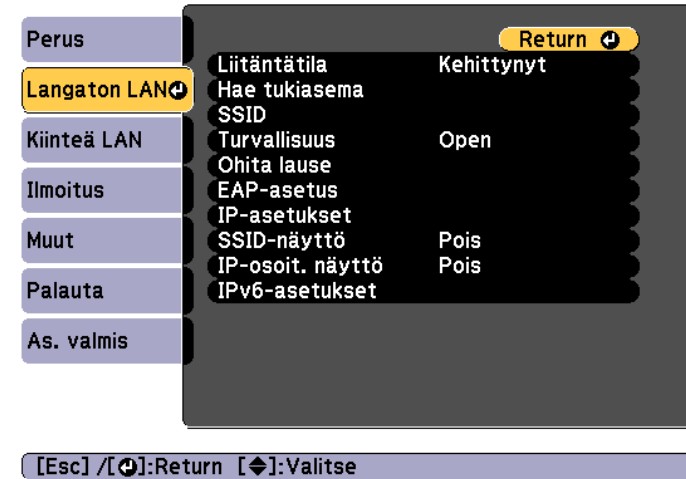 Perus
Langaton LAN
Kiinteä LAN
Ilmoitus
Muut
Palauta
As. valmis
Return
Liitäntätila Kehittynyt
Hae tukiasema
SSID
Turvallisuus Open
Ohita lause
EAP-asetus
IP-asetukset
SSID-näyttö Pois
IP-osoit. näyttö Pois
IPv6-asetukset
[Esc] /[⏎]:Return [◆]:Valitse